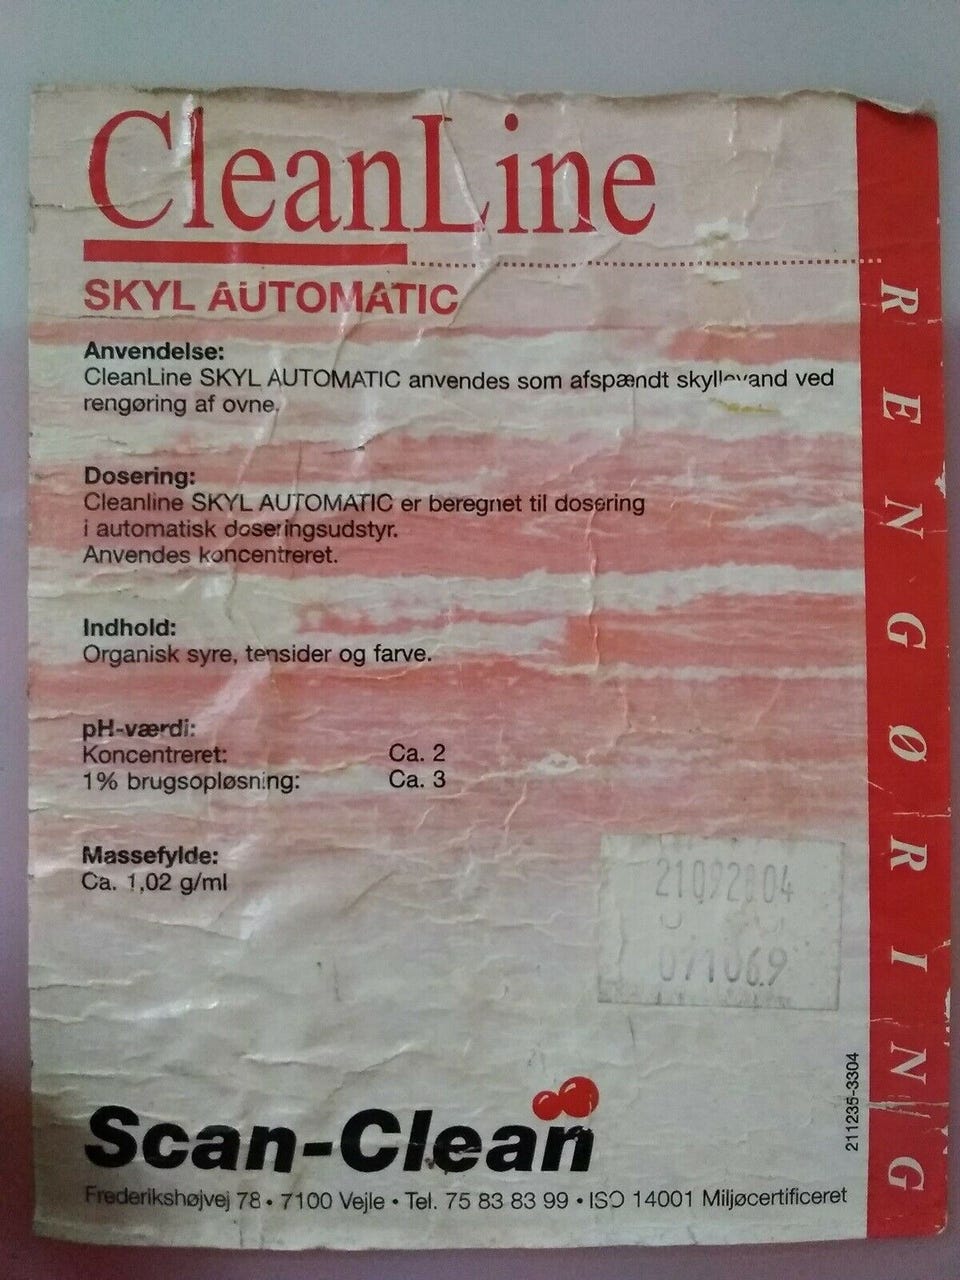 CleanLine
SKYL AUTOMATIC
Anvendelse:
CleanLine SKYL AUTOMATIC anvendes som afspændt skyllevand ved
rengøring af ovne.
Dosering:
Cleanline SKYL AUTOMATIC er beregnet til dosering
i automatisk doseringsudstyr.
Anvendes koncentreret.
Indhold:
Organisk syre, tensider og farve.
pH-værdi:
Koncentreret: Ca. 2
1% brugsopløsning: Ca. 3
Massefylde:
Ca. 1,02 g/ml
211235-3304
Scan-Clean
Frederikshøjvej 78 • 7100 Vejle • Tel. 75 83 83 99 • ISO 14001 Miljøcertificeret
RENGØRING